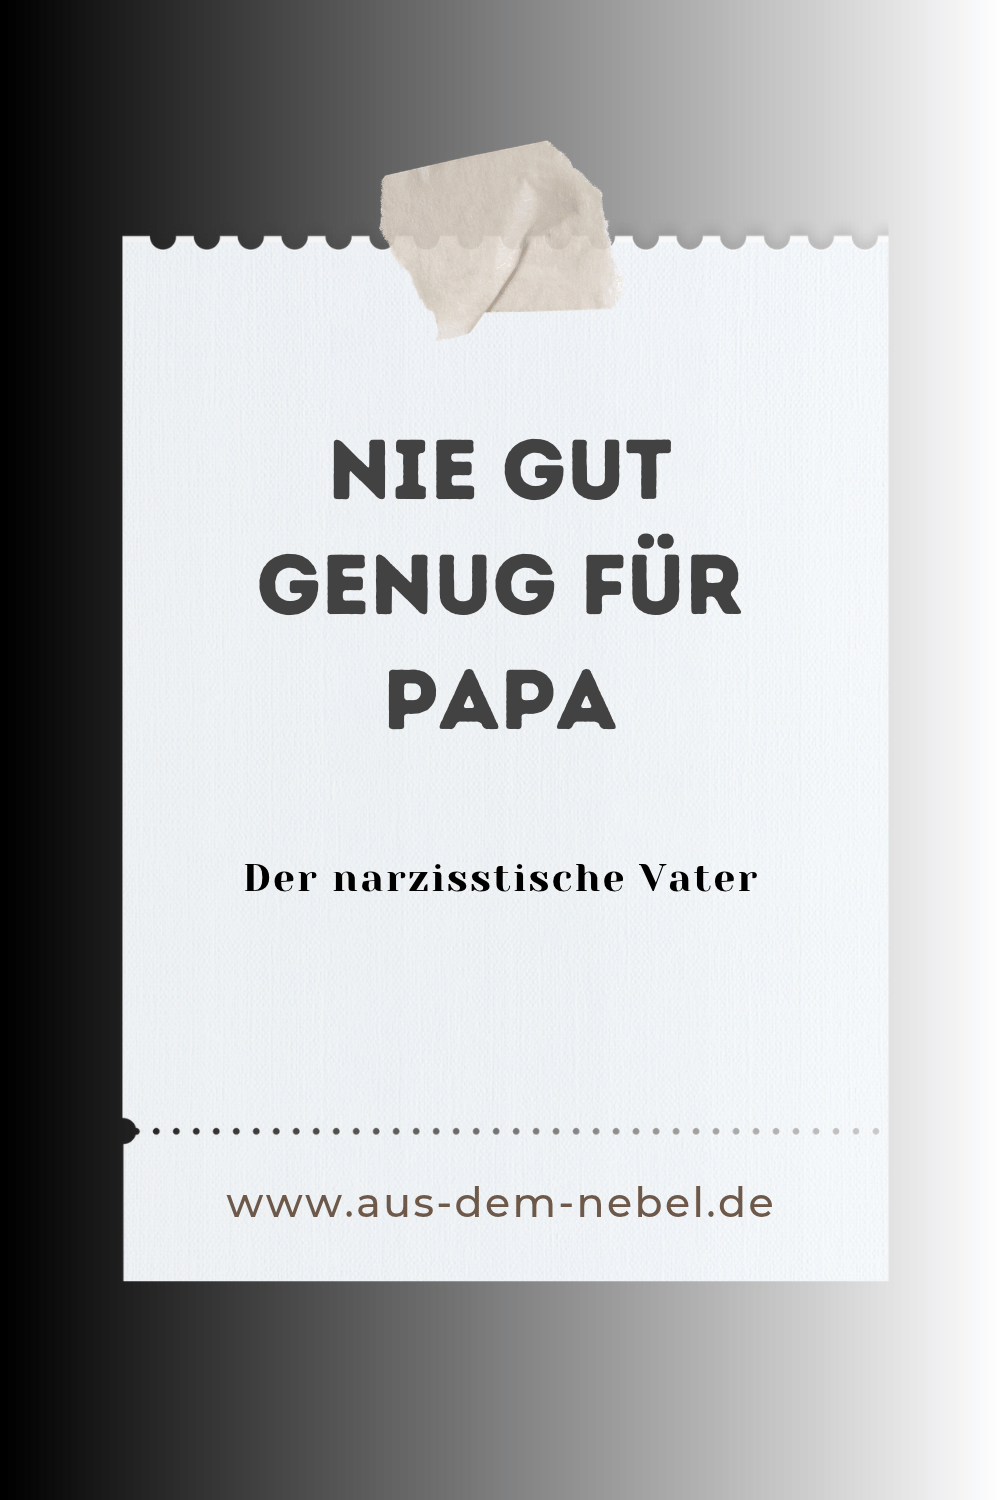 NIE GUT
GENUG FÜR
PAPA
Der narzisstische Vater
www.aus-dem-nebel.de